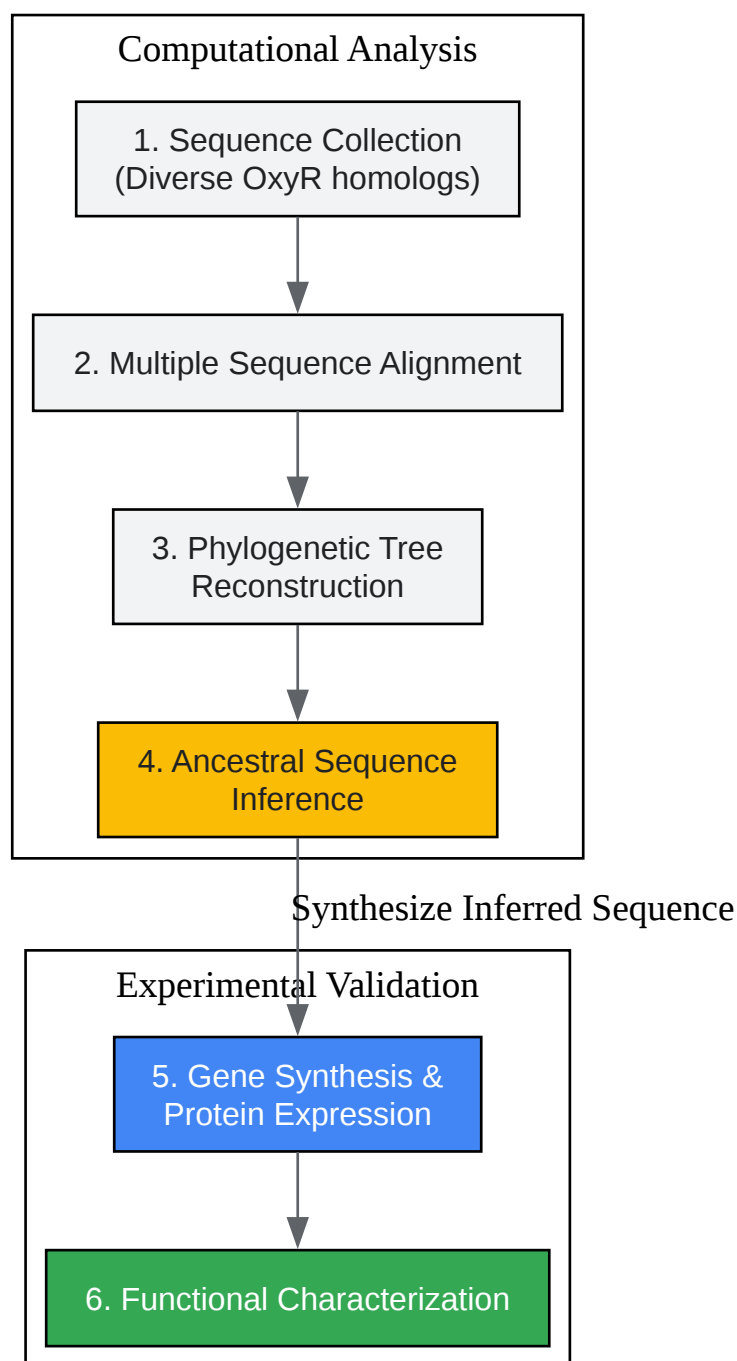 Computational Analysis
1. Sequence Collection
(Diverse OxyR homologs)
2. Multiple Sequence Alignment
3. Phylogenetic Tree
Reconstruction
4. Ancestral Sequence
Inference
Synthesize Inferred Sequence
Experimental Validation
5. Gene Synthesis &
Protein Expression
6. Functional Characterization